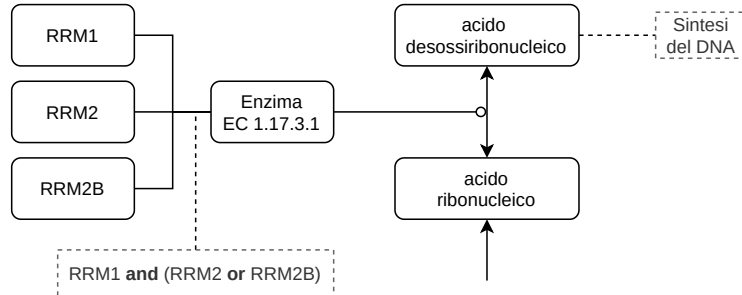 RRM1
RRM2
RRM2B
Enzima
EC 1.17.3.1
acido
desossiribonucleico
Sintesi
del DNA
acido
ribonucleico
RRM1 and (RRM2 or RRM2B)